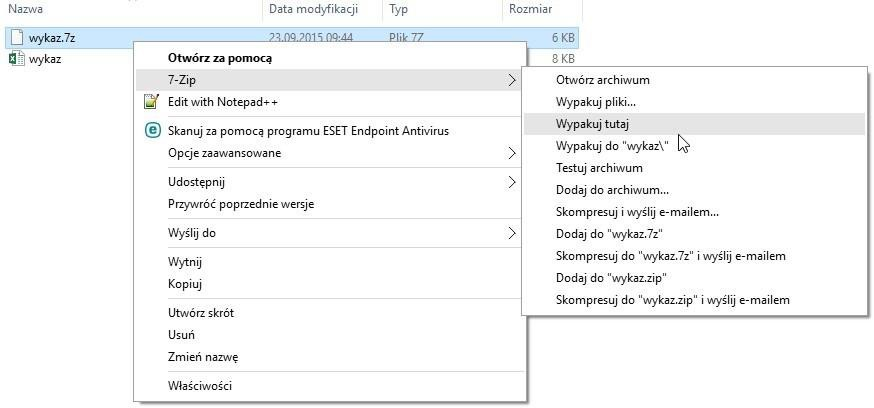 Nazwa Data modyfikacji Typ Rozmiar
wykaz.7z 23.09.2015 09:44 Plik 7Z 6 KB
wykaz 8 KB
Otwórz za pomocą
7-Zip
Edit with Notepad++
Skanuj za pomocą programu ESET Endpoint Antivirus
Opcje zaawansowane
Udostępnij
Przywróć poprzednie wersje
Wyślij do
Wytnij
Kopiuj
Utwórz skrót
Usuń
Zmień nazwę
Właściwości
Otwórz archiwum
Wypakuj pliki...
Wypakuj tutaj
Wypakuj do "wykaz\"
Testuj archiwum
Dodaj do archiwum...
Skompresuj i wyślij e-mailem...
Dodaj do "wykaz.7z"
Skompresuj do "wykaz.7z" i wyślij e-mailem
Dodaj do "wykaz.zip"
Skompresuj do "wykaz.zip" i wyślij e-mailem